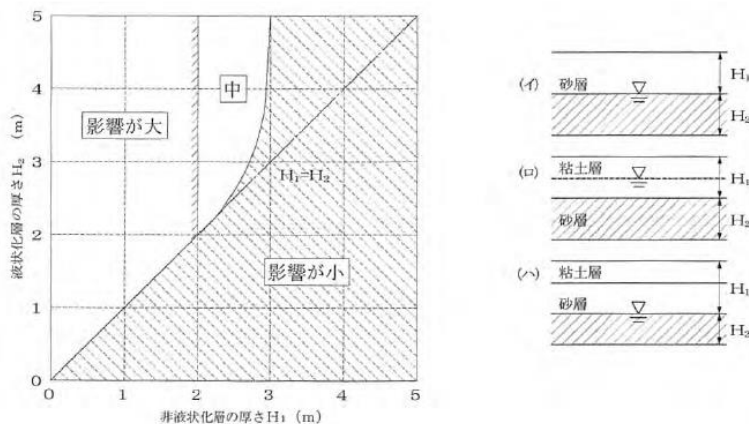 5
4
3
2
1
0
液状化層の厚さH₂ (m)
影響が大
中
H₁=H₂
影響が小
0 1 2 3 4 5
非液状化層の厚さH₁ (m)
(イ)
砂層
H₁
H₂
(ロ)
粘土層
H₁
砂層
H₂
(ハ)
粘土層
H₁
砂層
H₂